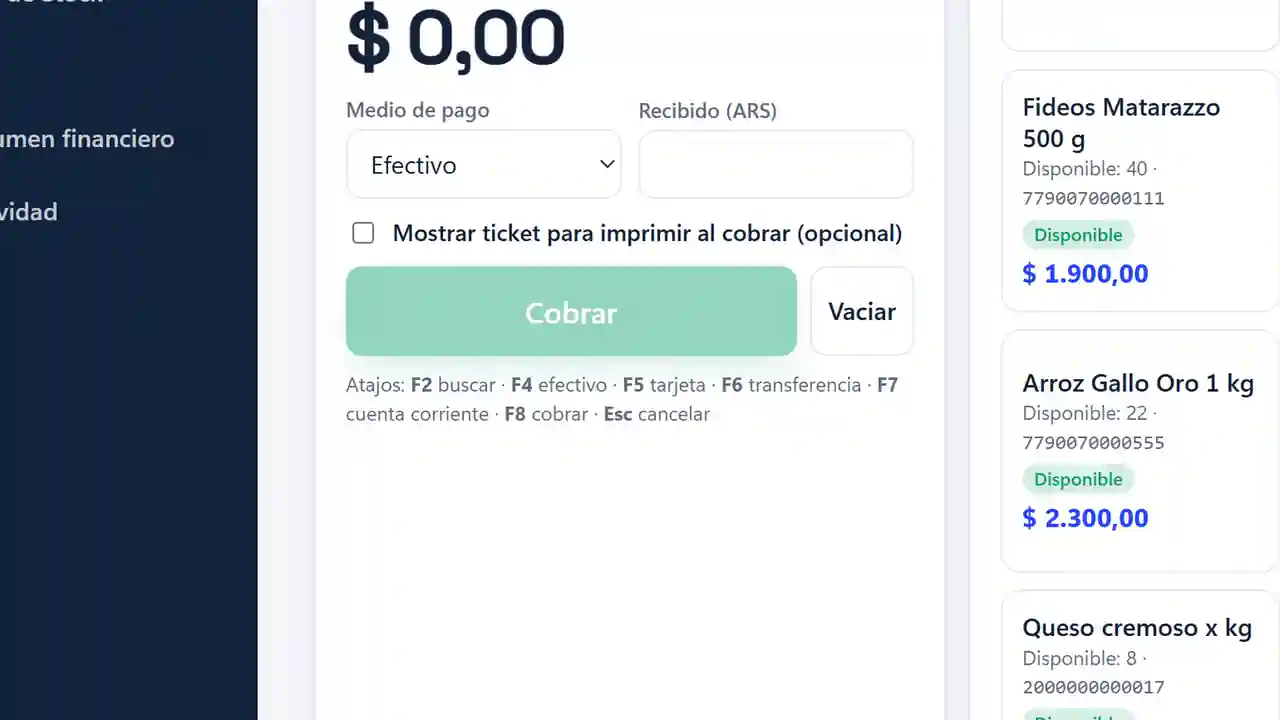 umen financiero
vidad
$ 0,00
Medio de pago
Recibido (ARS)
Efectivo
Mostrar ticket para imprimir al cobrar (opcional)
Cobrar
Vaciar
Atajos: F2 buscar · F4 efectivo · F5 tarjeta · F6 transferencia · F7
cuenta corriente · F8 cobrar · Esc cancelar
Fideos Matarazzo
500 g
Disponible: 40 ·
7790070000111
Disponible
$ 1.900,00
Arroz Gallo Oro 1 kg
Disponible: 22 ·
7790070000555
Disponible
$ 2.300,00
Queso cremoso x kg
Disponible: 8 ·
2000000000017
Disponible